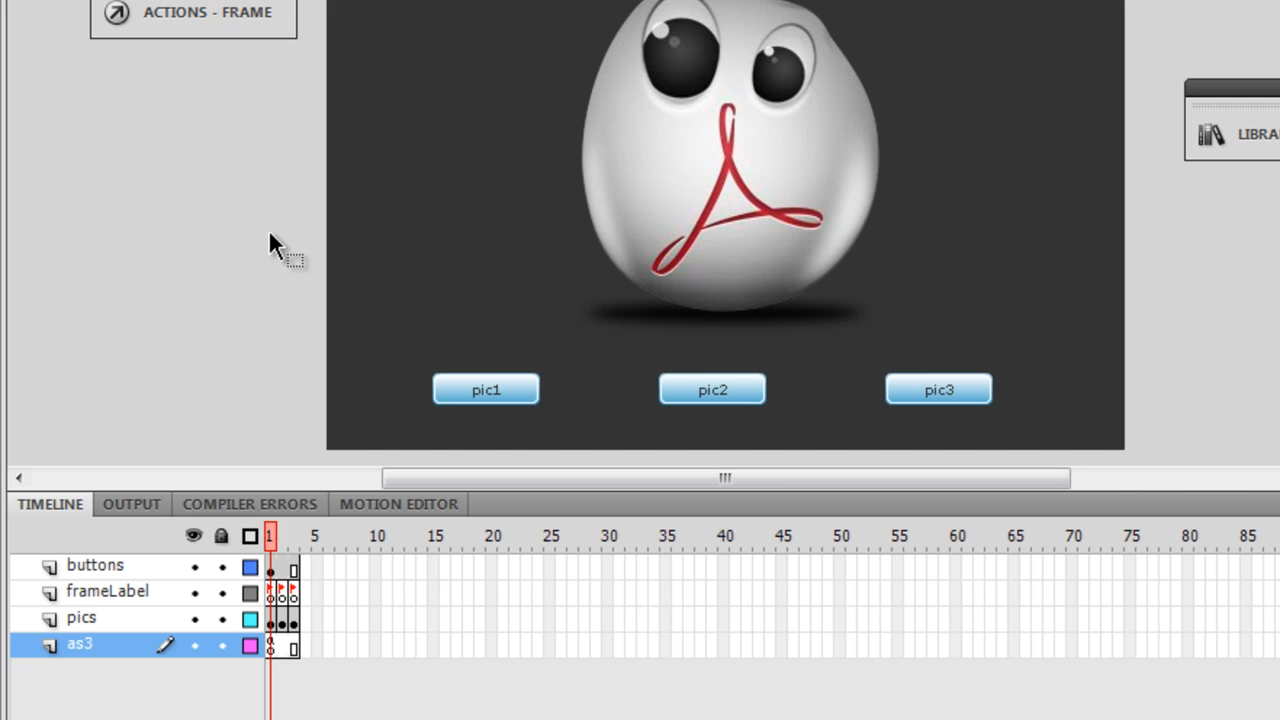 ACTIONS - FRAME
LIBRA
pic1 pic2 pic3
TIMELINE OUTPUT COMPILER ERRORS MOTION EDITOR
1 5 10 15 20 25 30 35 40 45 50 55 60 65 70 75 80 85
buttons
frameLabel
pics
as3